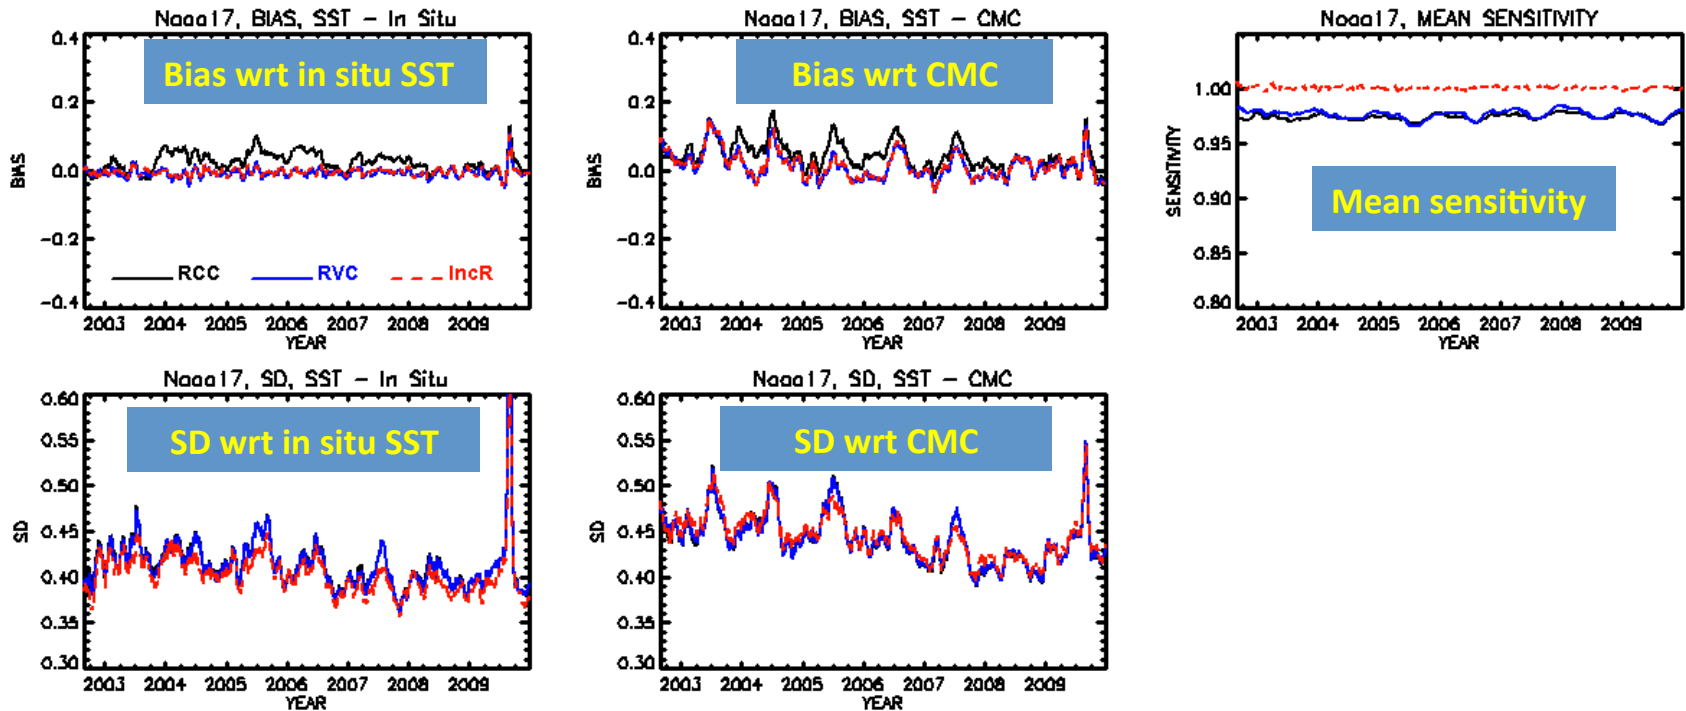 Noaa17, BIAS, SST – In Situ
0.4
0.2
0.0
−0.2
−0.4
BIAS
Bias wrt in situ SST
RCC RVC IncR
2003 2004 2005 2006 2007 2008 2009
YEAR
Noaa17, BIAS, SST – CMC
0.4
0.2
0.0
−0.2
−0.4
BIAS
Bias wrt CMC
2003 2004 2005 2006 2007 2008 2009
YEAR
Noaa17, MEAN SENSITIVITY
1.00
0.95
0.90
0.85
0.80
SENSITIVITY
Mean sensitivity
2003 2004 2005 2006 2007 2008 2009
YEAR
Noaa17, SD, SST – In Situ
0.60
0.55
0.50
0.45
0.40
0.35
0.30
SD
SD wrt in situ SST
2003 2004 2005 2006 2007 2008 2009
YEAR
Noaa17, SD, SST – CMC
0.60
0.55
0.50
0.45
0.40
0.35
0.30
SD
SD wrt CMC
2003 2004 2005 2006 2007 2008 2009
YEAR